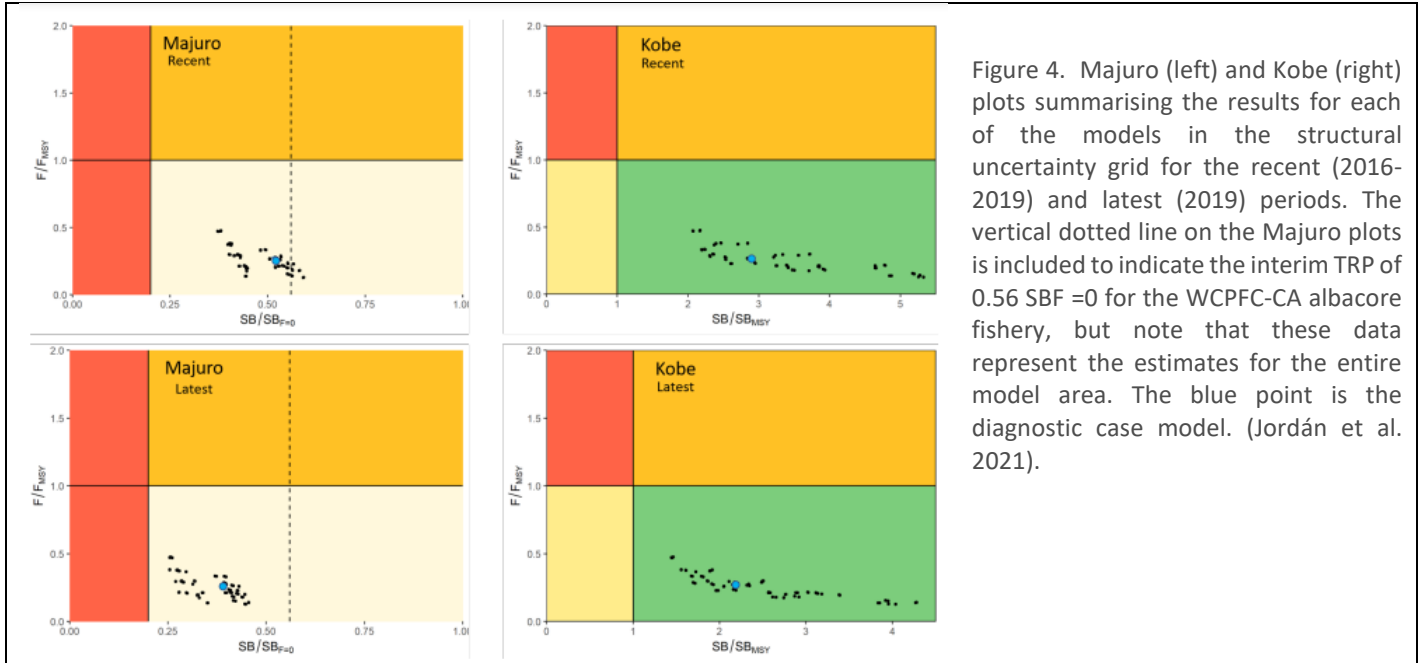 Majuro
Recent
2.0
1.5
1.0
0.5
0.0
F/FMSY
0.00
0.25
0.50
0.75
1.00
SB/SBF=0
Kobe
Recent
2.0
1.5
1.0
0.5
0.0
F/FMSY
0
1
2
3
4
5
SB/SBMSY
Majuro
Latest
2.0
1.5
1.0
0.5
0.0
F/FMSY
0.00
0.25
0.50
0.75
1.00
SB/SBF=0
Kobe
Latest
2.0
1.5
1.0
0.5
0.0
F/FMSY
0
1
2
3
4
SB/SBMSY
Figure 4. Majuro (left) and Kobe (right)
plots summarising the results for each
of the models in the structural
uncertainty grid for the recent (2016-
2019) and latest (2019) periods. The
vertical dotted line on the Majuro plots
is included to indicate the interim TRP of
0.56 SBF =0 for the WCPFC-CA albacore
fishery, but note that these data
represent the estimates for the entire
model area. The blue point is the
diagnostic case model. (Jordán et al.
2021).